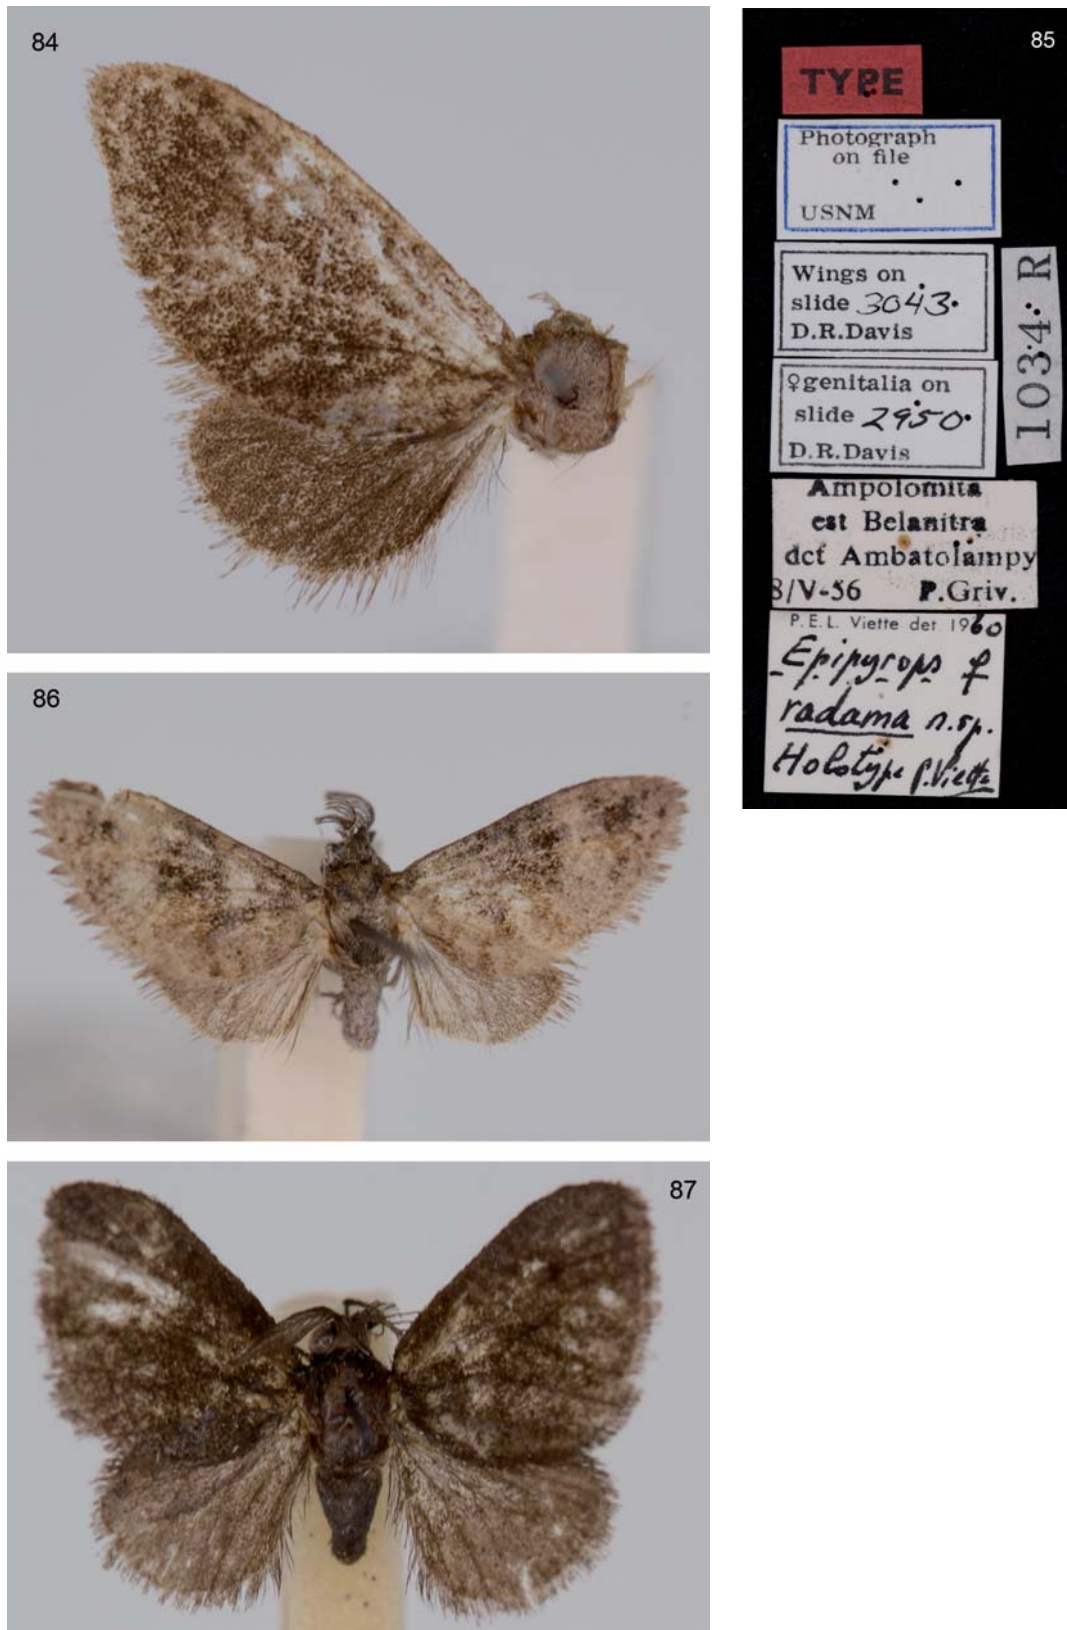 84
85
TYPE
Photograph
on file
USNM
Wings on
slide 3043.
D.R.Davis
1034 R
♀genitalia on
slide 2950.
D.R.Davis
Ampolomita
est Belanitra
dct Ambatolampy
8/V-56 P.Griv.
P.E.L. Viette det. 1960
Epipyrops ♀
radama n.sp.
Holotype P.Viette
86
87